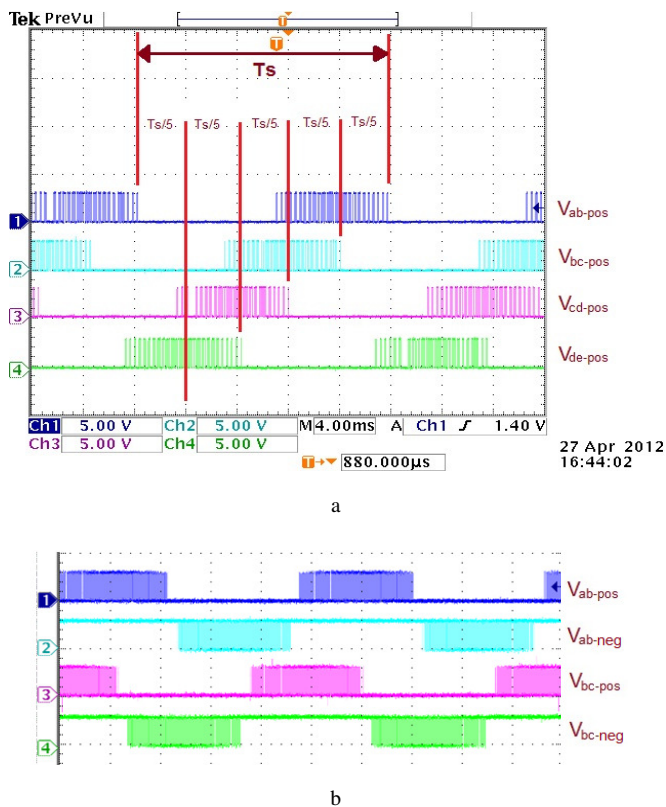 Tek PreVu
T
T
Ts
Ts/5 Ts/5 Ts/5 Ts/5 Ts/5
1 Vab-pos
2 Vbc-pos
3 Vcd-pos
4 Vde-pos
Ch1 5.00 V Ch2 5.00 V M 4.00ms A Ch1 1.40 V
Ch3 5.00 V Ch4 5.00 V
T 880.000µs
27 Apr 2012
16:44:02
a
1 Vab-pos
2 Vab-neg
3 Vbc-pos
4 Vbc-neg
b